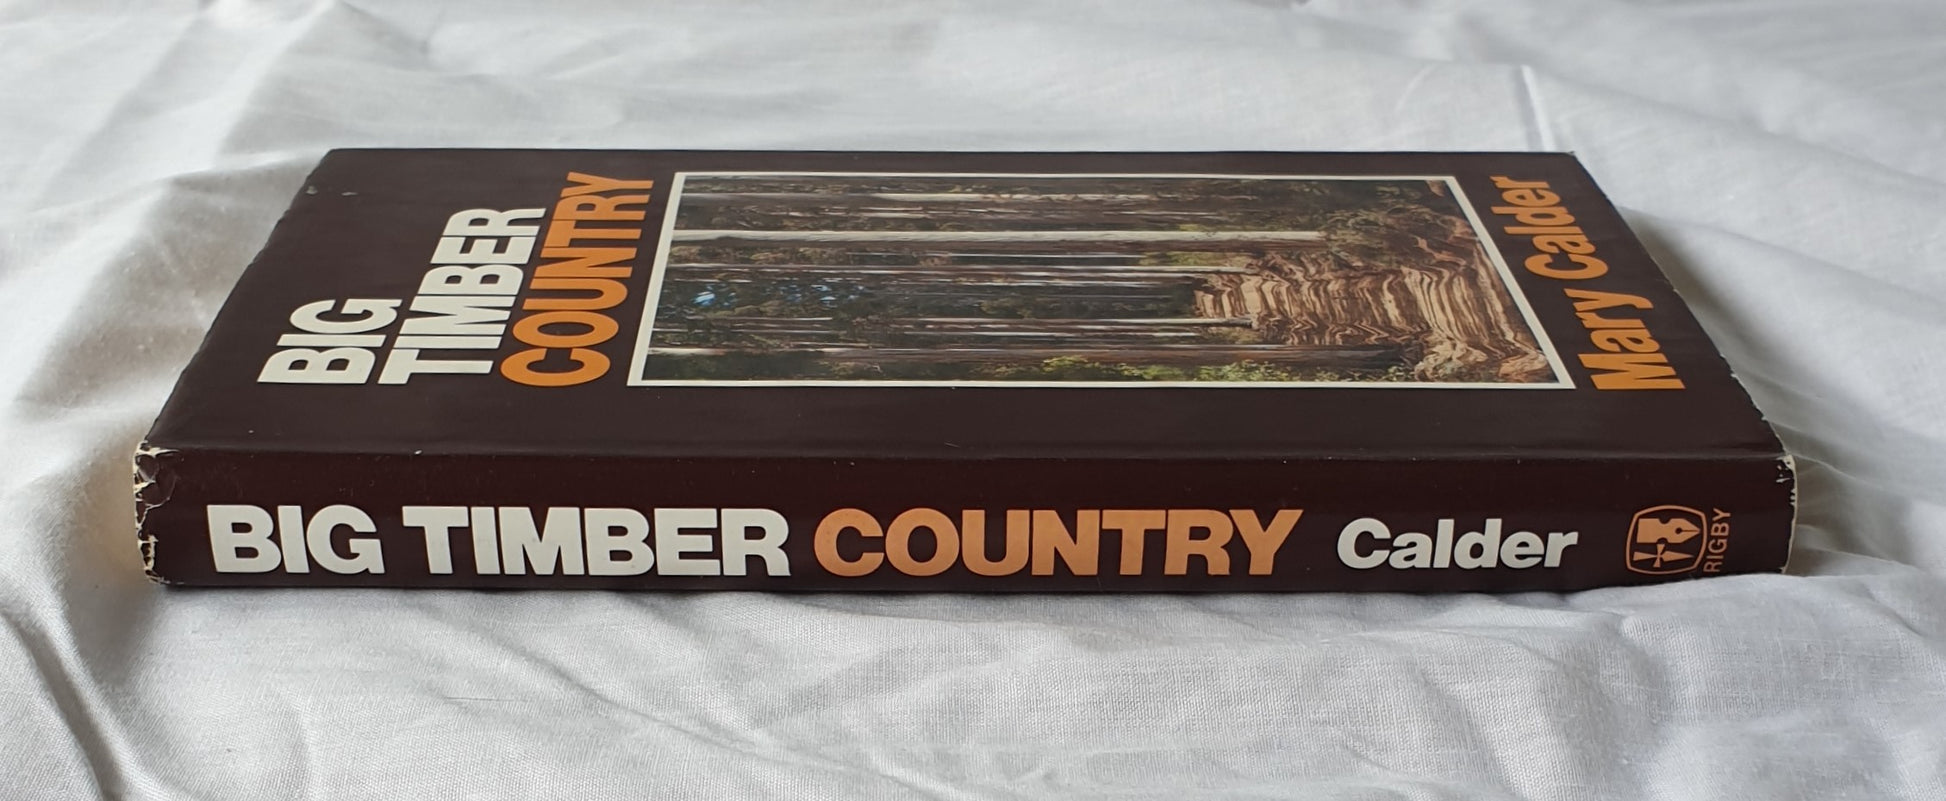 BIG
TIMBER
COUNTRY
Mary Calder
BIG TIMBER COUNTRY Calder RIGBY